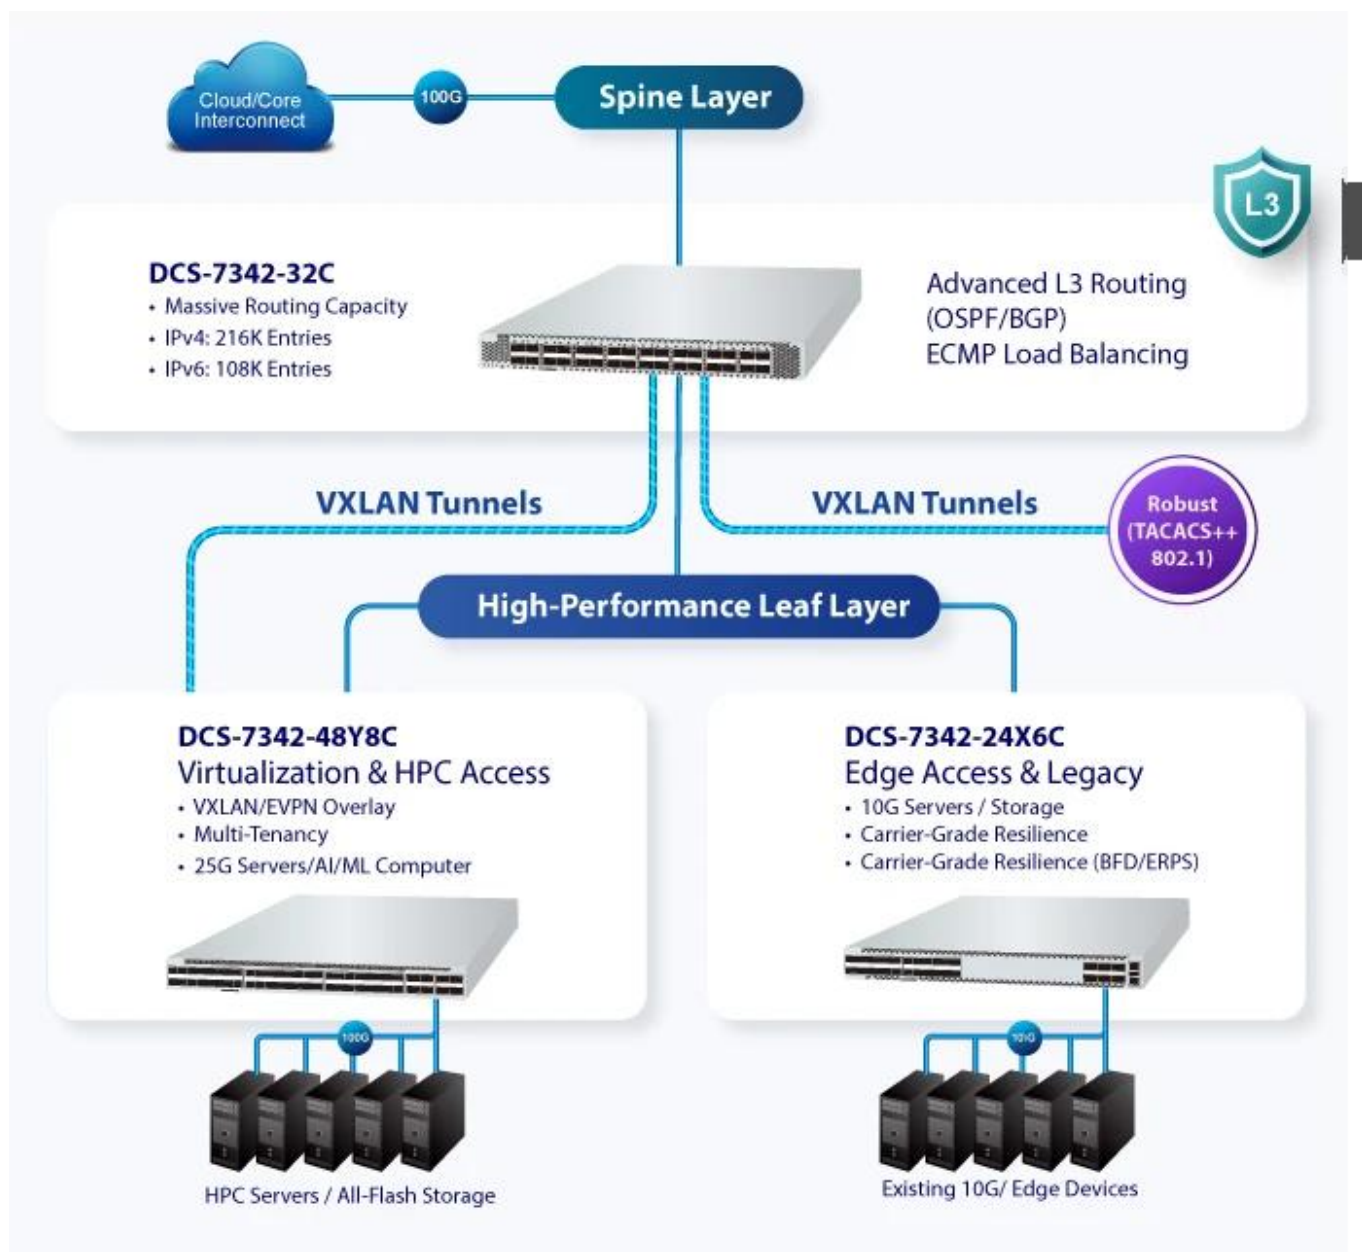 Cloud/Core
Interconnect
100G
Spine Layer
L3
DCS-7342-32C
• Massive Routing Capacity
• IPv4: 216K Entries
• IPv6: 108K Entries
Advanced L3 Routing
(OSPF/BGP)
ECMP Load Balancing
VXLAN Tunnels
VXLAN Tunnels
Robust
(TACACS++
802.1)
High-Performance Leaf Layer
DCS-7342-48Y8C
Virtualization & HPC Access
• VXLAN/EVPN Overlay
• Multi-Tenancy
• 25G Servers/AI/ML Computer
DCS-7342-24X6C
Edge Access & Legacy
• 10G Servers / Storage
• Carrier-Grade Resilience
• Carrier-Grade Resilience (BFD/ERPS)
100G
HPC Servers / All-Flash Storage
Existing 10G/ Edge Devices